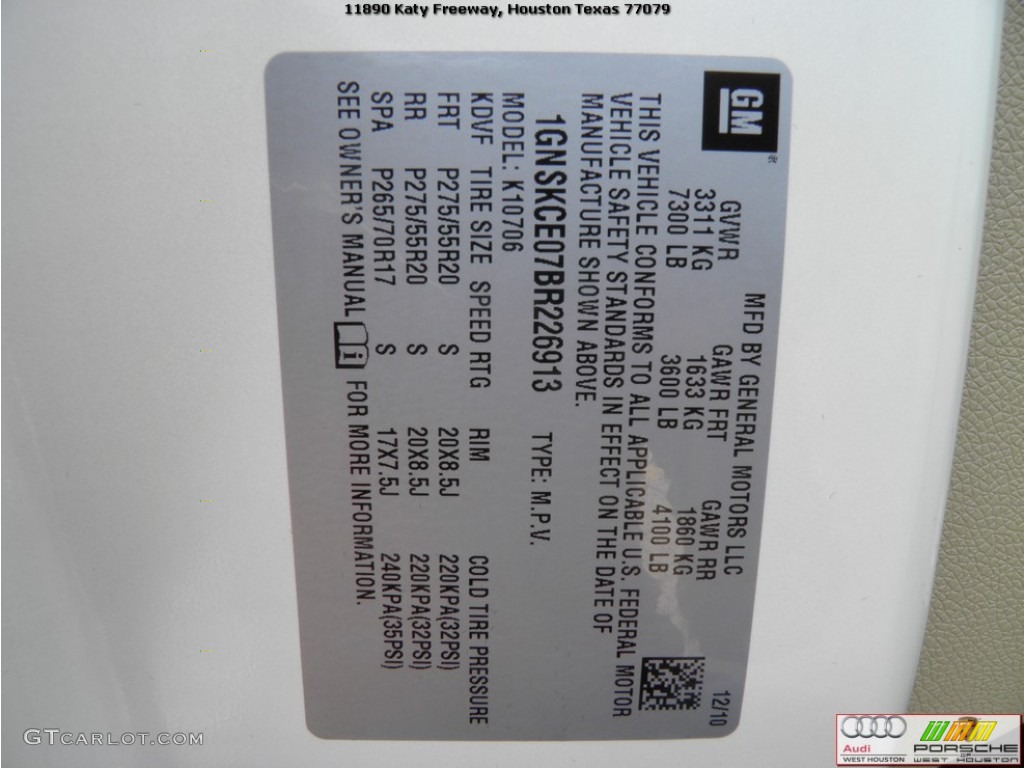 11890 Katy Freeway, Houston Texas 77079
GM
MFD BY GENERAL MOTORS LLC 12/10
GVWR GAWR FRT GAWR RR
3311 KG 1633 KG 1860 KG
7300 LB 3600 LB 4100 LB
THIS VEHICLE CONFORMS TO ALL APPLICABLE U.S. FEDERAL MOTOR
VEHICLE SAFETY STANDARDS IN EFFECT ON THE DATE OF
MANUFACTURE SHOWN ABOVE.
1GNSKCE07BR226913 TYPE: M.P.V.
MODEL: K10706
KDVF TIRE SIZE SPEED RTG RIM COLD TIRE PRESSURE
FRT P275/55R20 S 20X8.5J 220KPA(32PSI)
RR P275/55R20 S 20X8.5J 220KPA(32PSI)
SPA P265/70R17 S 17X7.5J 240KPA(35PSI)
SEE OWNER'S MANUAL FOR MORE INFORMATION.
GTcarlot.com
Audi
WEST HOUSTON
PORSCHE
WEST HOUSTON